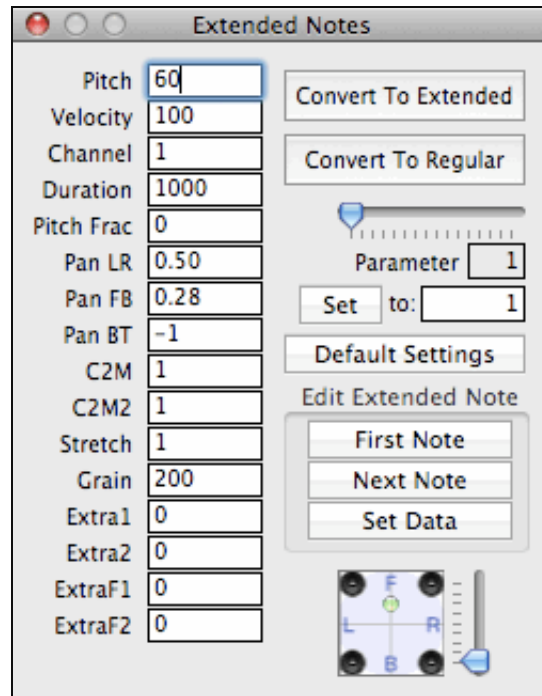 Extended Notes
Pitch 60
Velocity 100
Channel 1
Duration 1000
Pitch Frac 0
Pan LR 0.50
Pan FB 0.28
Pan BT -1
C2M 1
C2M2 1
Stretch 1
Grain 200
Extra1 0
Extra2 0
ExtraF1 0
ExtraF2 0
Convert To Extended
Convert To Regular
Parameter 1
Set to: 1
Default Settings
Edit Extended Note
First Note
Next Note
Set Data
F
L R
B